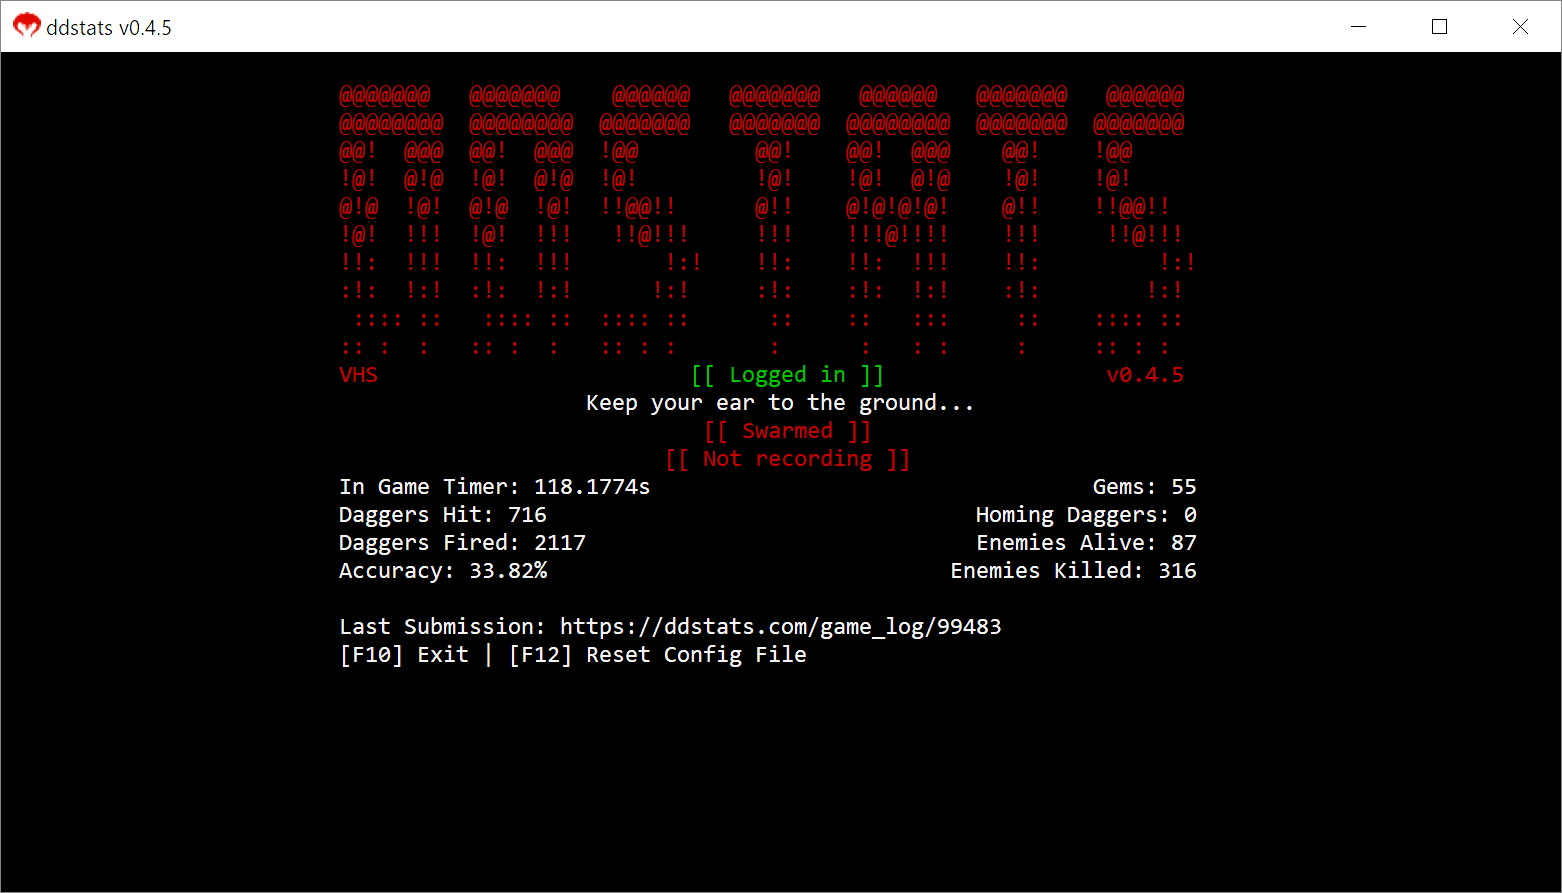 ddstats v0.4.5
@@@@@@@   @@@@@@@    @@@@@@   @@@@@@@   @@@@@@   @@@@@@@   @@@@@@
@@@@@@@@  @@@@@@@@  @@@@@@@   @@@@@@@  @@@@@@@@  @@@@@@@  @@@@@@@
@@!  @@@  @@!  @@@  !@@         @@!    @@!  @@@    @@!    !@@
!@!  @!@  !@!  @!@  !@!         !@!    !@!  @!@    !@!    !@!
@!@  !@!  @!@  !@!  !!@@!!      @!!    @!@!@!@!    @!!    !!@@!!
!@!  !!!  !@!  !!!   !!@!!!     !!!    !!!@!!!!    !!!     !!@!!!
!!:  !!!  !!:  !!!       !:!    !!:    !!:  !!!    !!:         !:!
:!:  !:!  :!:  !:!      !:!     :!:    :!:  !:!    :!:        !:!
 :::: ::   :::: ::  :::: ::      ::    ::   :::     ::    :::: ::
:: :  :   :: :  :   :: : :       :      :   : :     :     :: : :
VHS [[ Logged in ]] v0.4.5
Keep your ear to the ground...
[[ Swarmed ]]
[[ Not recording ]]
In Game Timer: 118.1774s Gems: 55
Daggers Hit: 716 Homing Daggers: 0
Daggers Fired: 2117 Enemies Alive: 87
Accuracy: 33.82% Enemies Killed: 316
Last Submission: https://ddstats.com/game_log/99483
[F10] Exit | [F12] Reset Config File